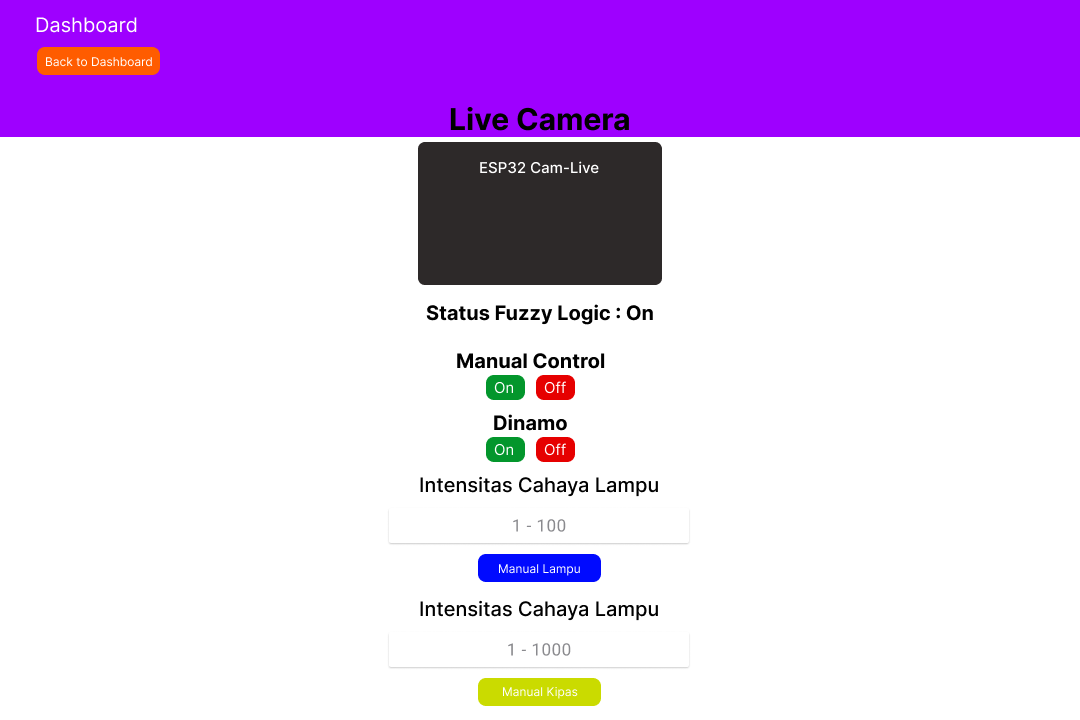 Dashboard
Back to Dashboard
Live Camera
ESP32 Cam-Live
Status Fuzzy Logic : On
Manual Control
On Off
Dinamo
On Off
Intensitas Cahaya Lampu
1 - 100
Manual Lampu
Intensitas Cahaya Lampu
1 - 1000
Manual Kipas